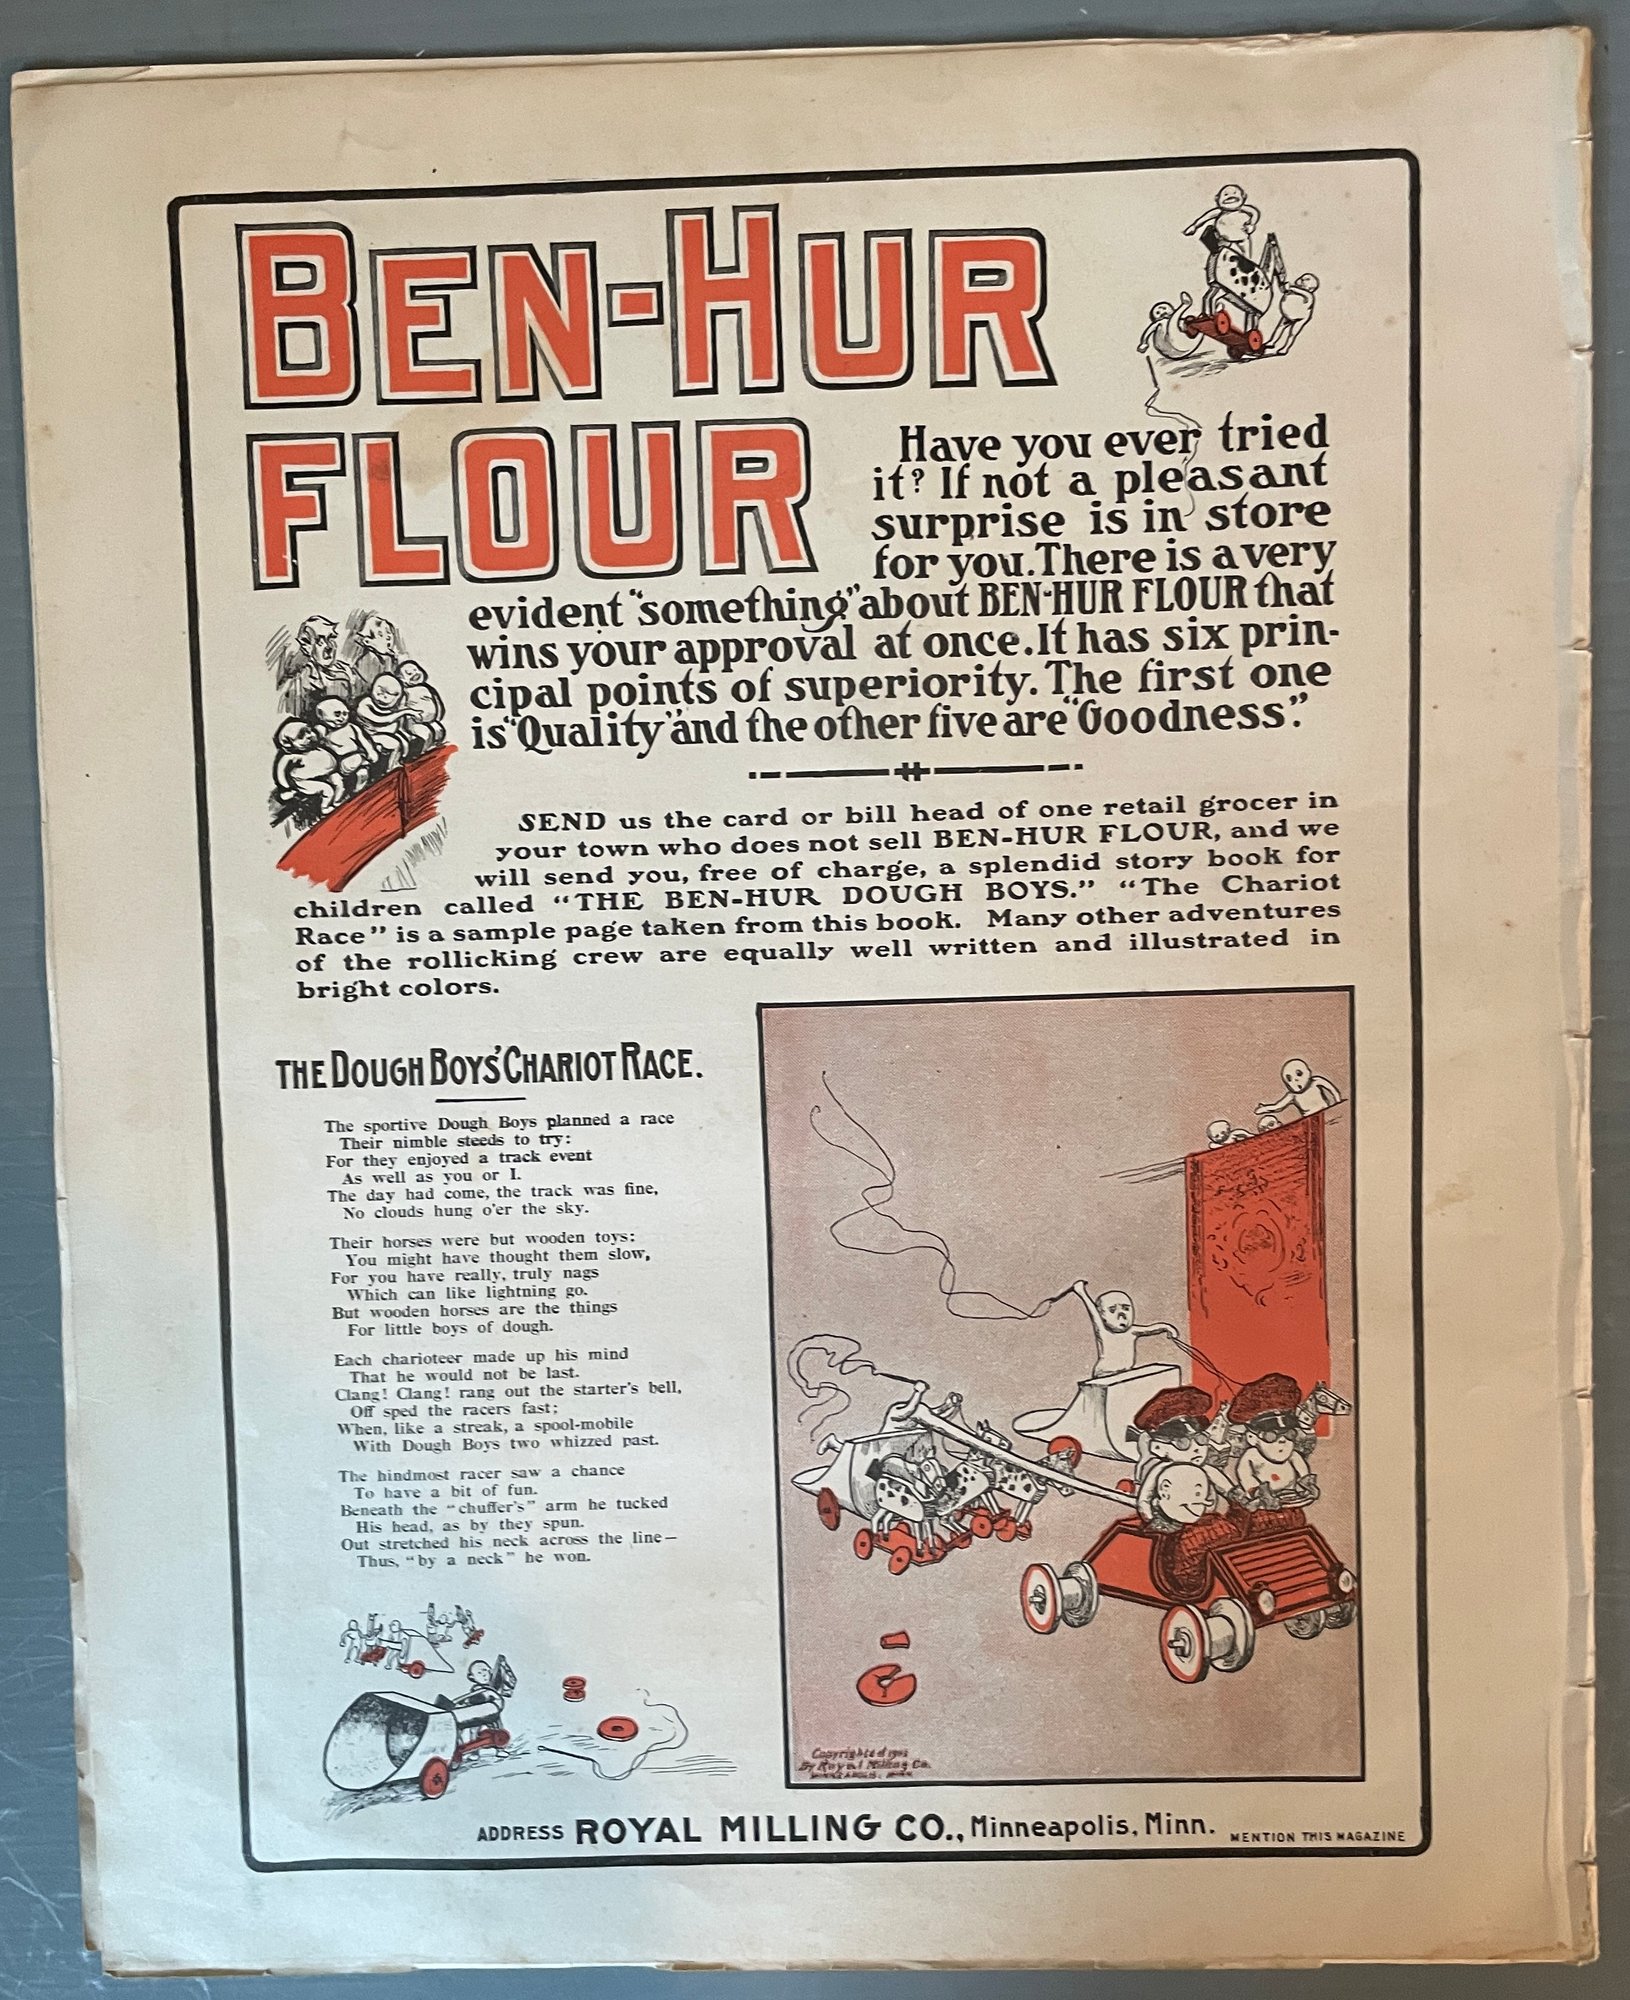 BEN-HUR
FLOUR
Have you ever tried
it? If not a pleasant
surprise is in store
for you. There is a very
evident "something" about BEN-HUR FLOUR that
wins your approval at once. It has six prin-
cipal points of superiority. The first one
is "Quality" and the other five are "Goodness".
SEND us the card or bill head of one retail grocer in
your town who does not sell BEN-HUR FLOUR, and we
will send you, free of charge, a splendid story book for
children called "THE BEN-HUR DOUGH BOYS." "The Chariot
Race" is a sample page taken from this book. Many other adventures
of the rollicking crew are equally well written and illustrated in
bright colors.
THE DOUGH BOYS' CHARIOT RACE.
The sportive Dough Boys planned a race
Their nimble steeds to try:
For they enjoyed a track event
As well as you or I.
The day had come, the track was fine,
No clouds hung o'er the sky.
Their horses were but wooden toys:
You might have thought them slow,
For you have really, truly nags
Which can like lightning go.
But wooden horses are the things
For little boys of dough.
Each charioteer made up his mind
That he would not be last.
Clang! Clang! rang out the starter's bell,
Off sped the racers fast;
When, like a streak, a spool-mobile
With Dough Boys two whizzed past.
The hindmost racer saw a chance
To have a bit of fun.
Beneath the "chuffer's" arm he tucked
His head, as by they spun.
Out stretched his neck across the line—
Thus, "by a neck" he won.
Copyrighted
By Royal Milling Co.
MINNEAPOLIS, MINN.
ADDRESS ROYAL MILLING CO., Minneapolis, Minn. MENTION THIS MAGAZINE